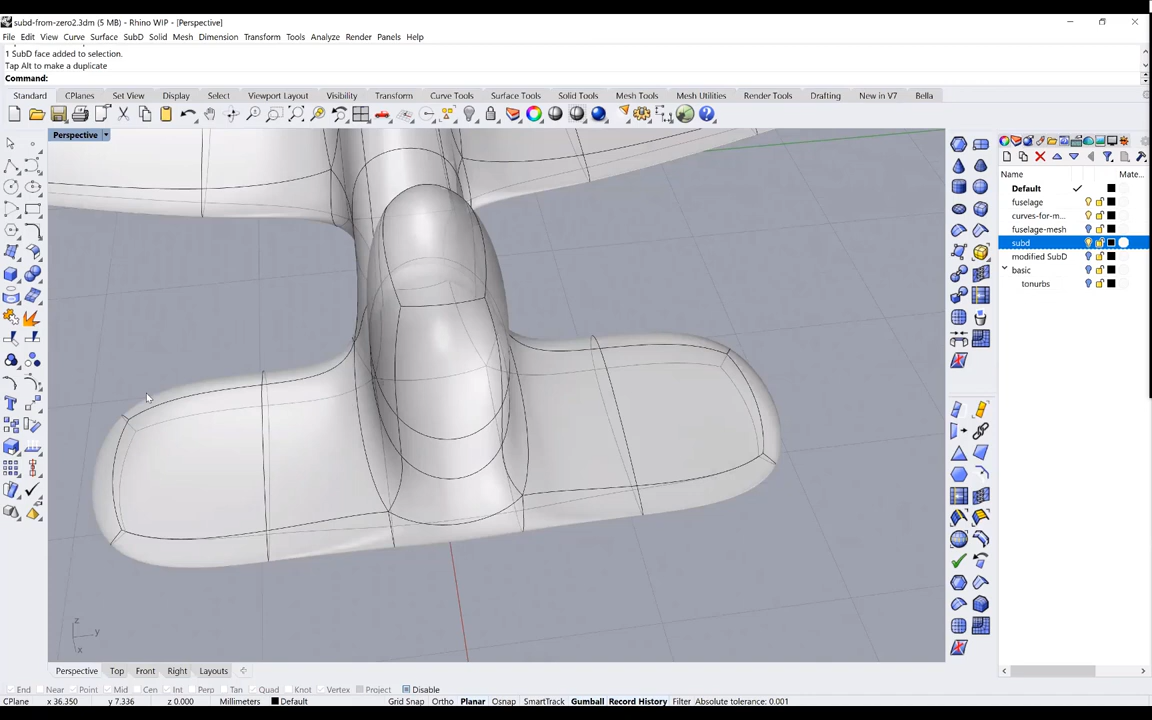 subd-from-zero2.3dm (5 MB) - Rhino WIP - [Perspective]
File Edit View Curve Surface SubD Solid Mesh Dimension Transform Tools Analyze Render Panels Help
1 SubD face added to selection.
Tap Alt to make a duplicate
Command:
Standard CPlanes Set View Display Select Viewport Layout Visibility Transform Curve Tools Surface Tools Solid Tools Mesh Tools Mesh Utilities Render Tools Drafting New in V7 Bella
Perspective
Name Mate...
Default
fuselage
curves-for-m...
fuselage-mesh
subd
modified SubD
basic
tonurbs
z
y
x
Perspective Top Front Right Layouts
End Near Point Mid Cen Int Perp Tan Quad Knot Vertex Project Disable
CPlane x 36.350 y 7.336 z 0.000 Millimeters Default Grid Snap Ortho Planar Osnap SmartTrack Gumball Record History Filter Absolute tolerance: 0.001